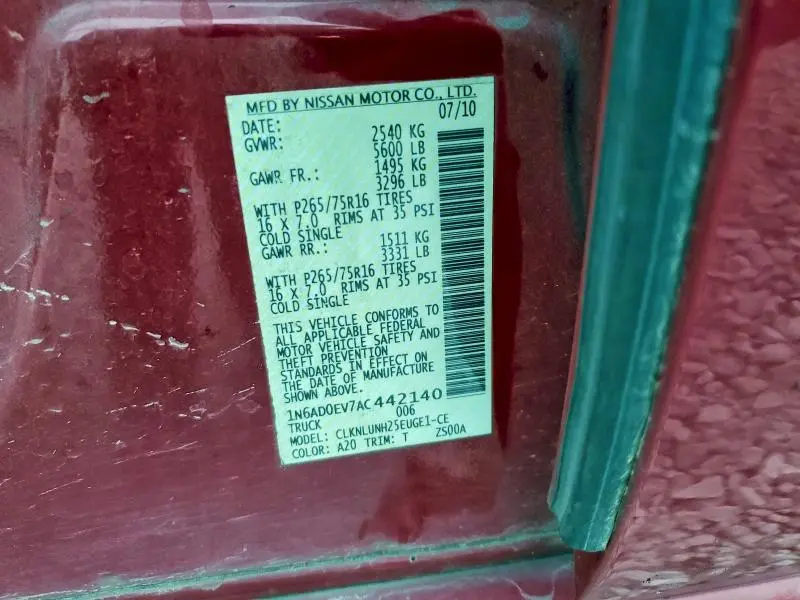 MFD BY NISSAN MOTOR CO., LTD.
DATE: 07/10
GVWR: 2540 KG
5600 LB
GAWR FR.: 1495 KG
3296 LB
WITH P265/75R16 TIRES
16 X 7.0 RIMS AT 35 PSI
COLD SINGLE
GAWR RR.: 1511 KG
3331 LB
WITH P265/75R16 TIRES
16 X 7.0 RIMS AT 35 PSI
COLD SINGLE
THIS VEHICLE CONFORMS TO
ALL APPLICABLE FEDERAL
MOTOR VEHICLE SAFETY AND
THEFT PREVENTION
STANDARDS IN EFFECT ON
THE DATE OF MANUFACTURE
SHOWN ABOVE.
1N6AD0EV7AC442140
TRUCK 006
MODEL: CLKNLUNH25EUGE1-CE
COLOR: A20 TRIM: T ZS00A